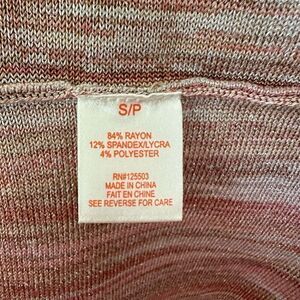 S/P
84% RAYON
12% SPANDEX/LYCRA
4% POLYESTER
RN#125503
MADE IN CHINA
FAIT EN CHINE
SEE REVERSE FOR CARE